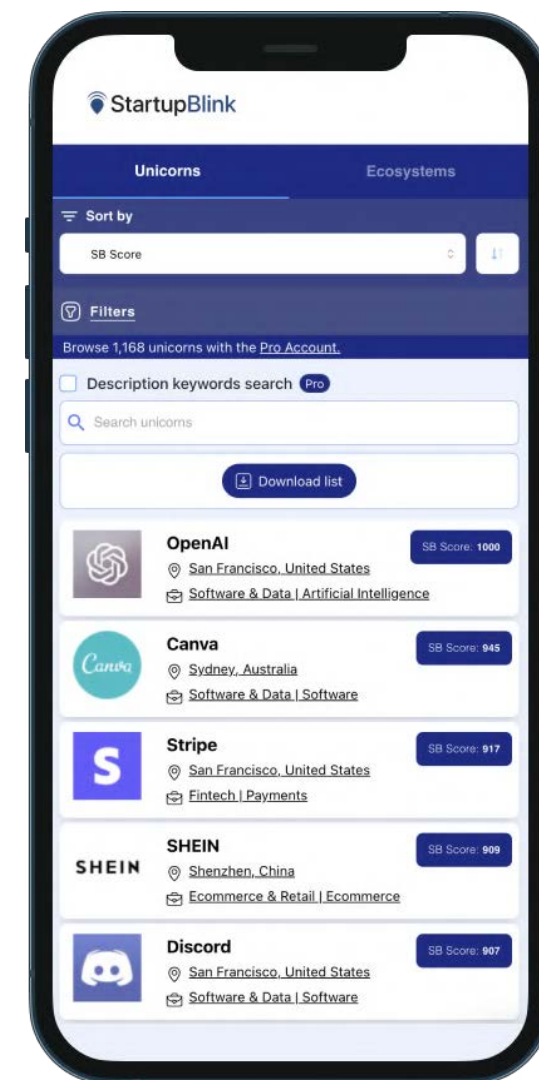 StartupBlink
Unicorns Ecosystems
Sort by
SB Score
Filters
Browse 1,168 unicorns with the Pro Account.
Description keywords search Pro
Search unicorns
Download list
OpenAI
SB Score: 1000
San Francisco, United States
Software & Data | Artificial Intelligence
Canva
Canva
SB Score: 945
Sydney, Australia
Software & Data | Software
S
Stripe
SB Score: 917
San Francisco, United States
Fintech | Payments
SHEIN
SHEIN
SB Score: 909
Shenzhen, China
Ecommerce & Retail | Ecommerce
Discord
SB Score: 907
San Francisco, United States
Software & Data | Software